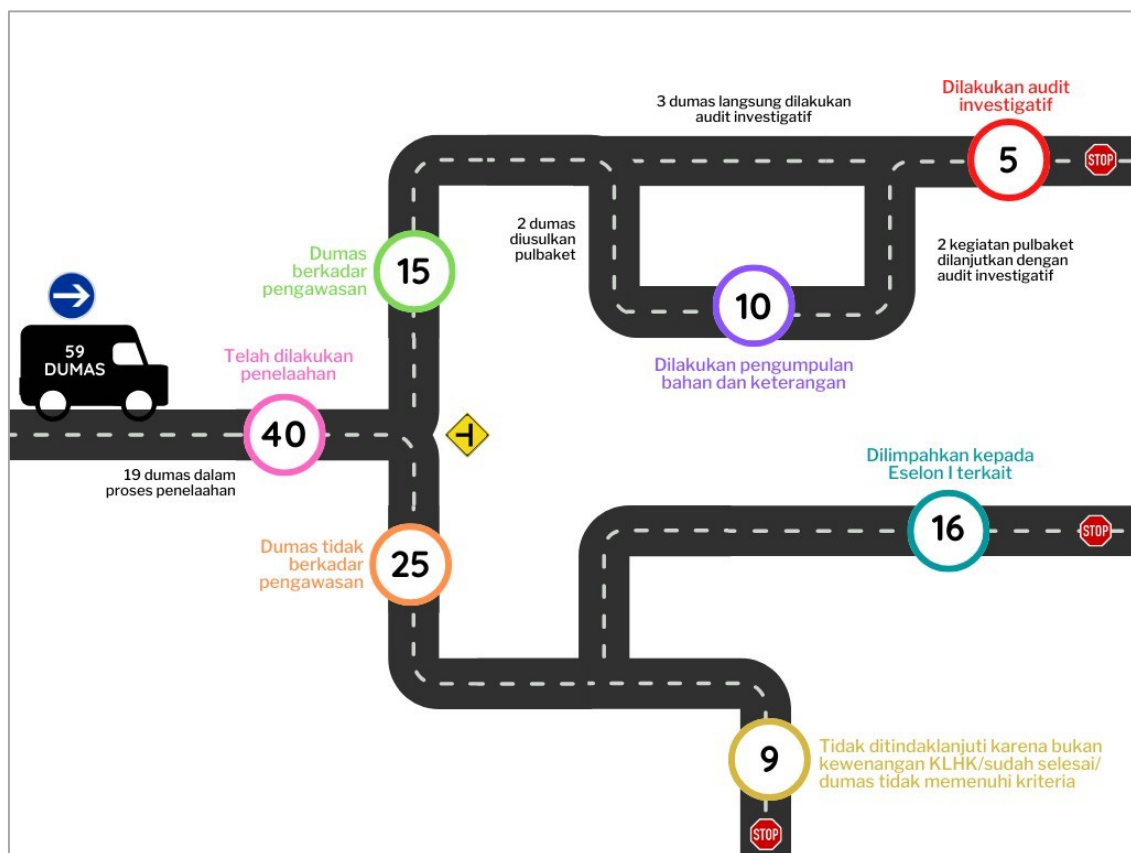 59
DUMAS
Telah dilakukan
penelaahan
40
19 dumas dalam
proses penelaahan
Dumas
berkadar
pengawasan
15
3 dumas langsung dilakukan
audit investigatif
Dilakukan audit
investigatif
5
STOP
2 dumas
diusulkan
pulbaket
10
Dilakukan pengumpulan
bahan dan keterangan
2 kegiatan pulbaket
dilanjutkan dengan
audit investigatif
Dumas tidak
berkadar
pengawasan
25
Dilimpahkan kepada
Eselon I terkait
16
STOP
9
Tidak ditindaklanjuti karena bukan
kewenangan KLHK/sudah selesai/
dumas tidak memenuhi kriteria
STOP